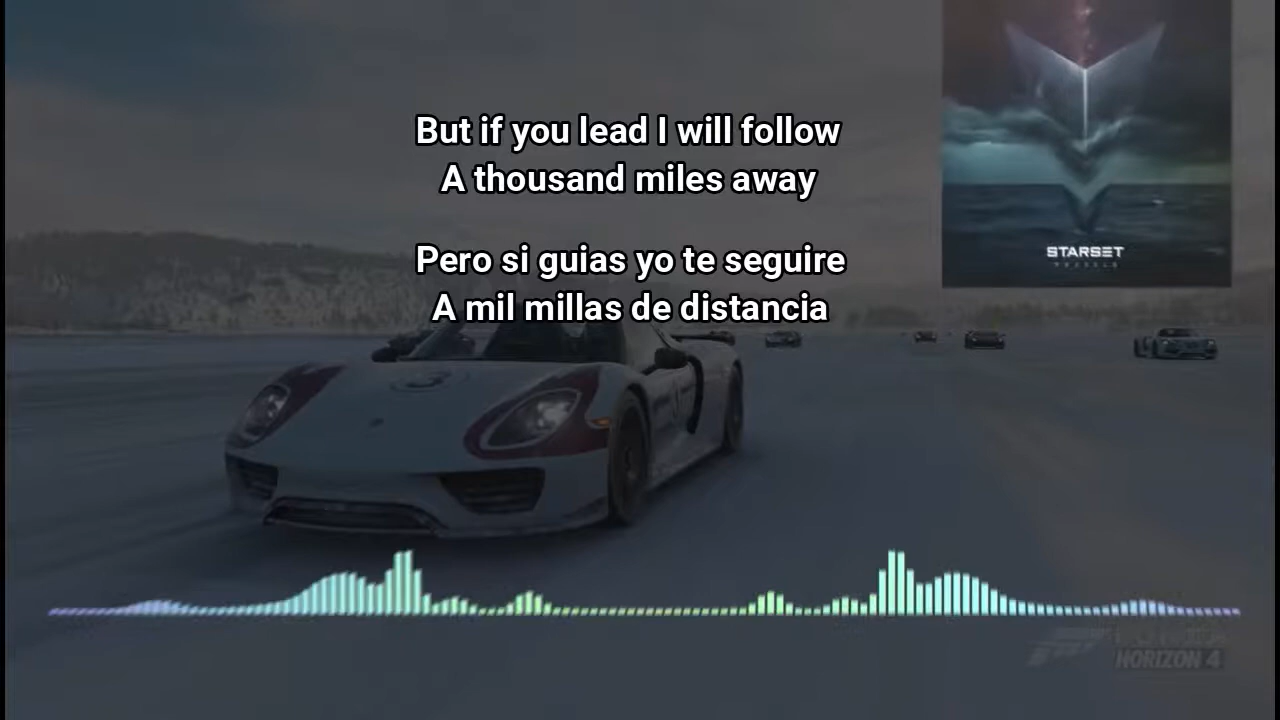 But if you lead I will follow
A thousand miles away
Pero si guias yo te seguire
A mil millas de distancia
STARSET
HORIZON 4